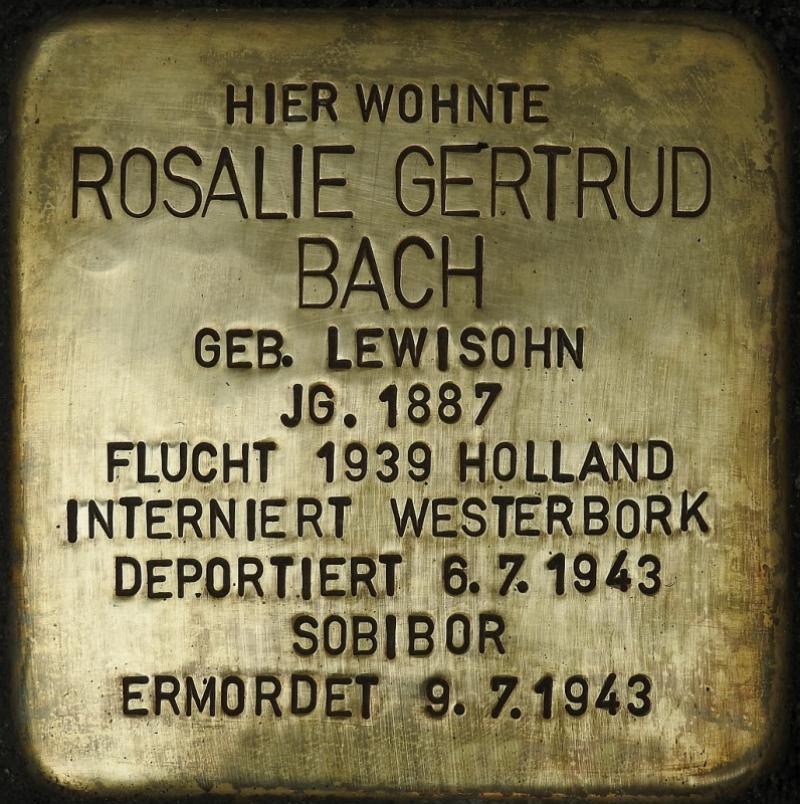 HIER WOHNTE
ROSALIE GERTRUD
BACH
GEB. LEWISOHN
JG. 1887
FLUCHT 1939 HOLLAND
INTERNIERT WESTERBORK
DEPORTIERT 6.7.1943
SOBIBOR
ERMORDET 9.7.1943